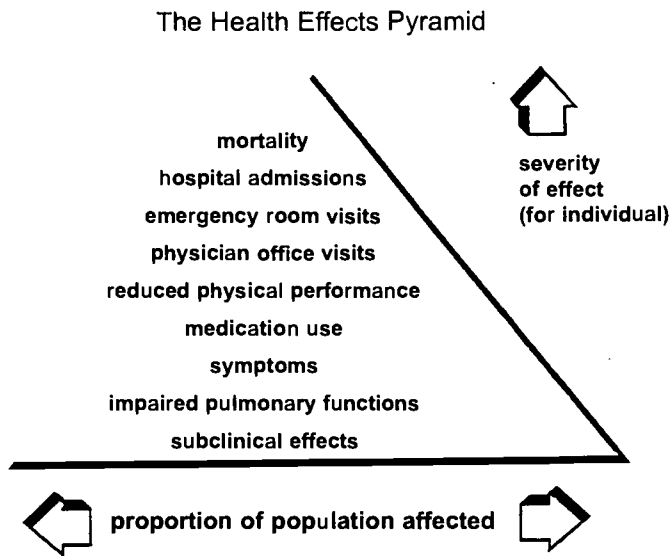 The Health Effects Pyramid
mortality
hospital admissions
emergency room visits
physician office visits
reduced physical performance
medication use
symptoms
impaired pulmonary functions
subclinical effects
severity
of effect
(for individual)
proportion of population affected